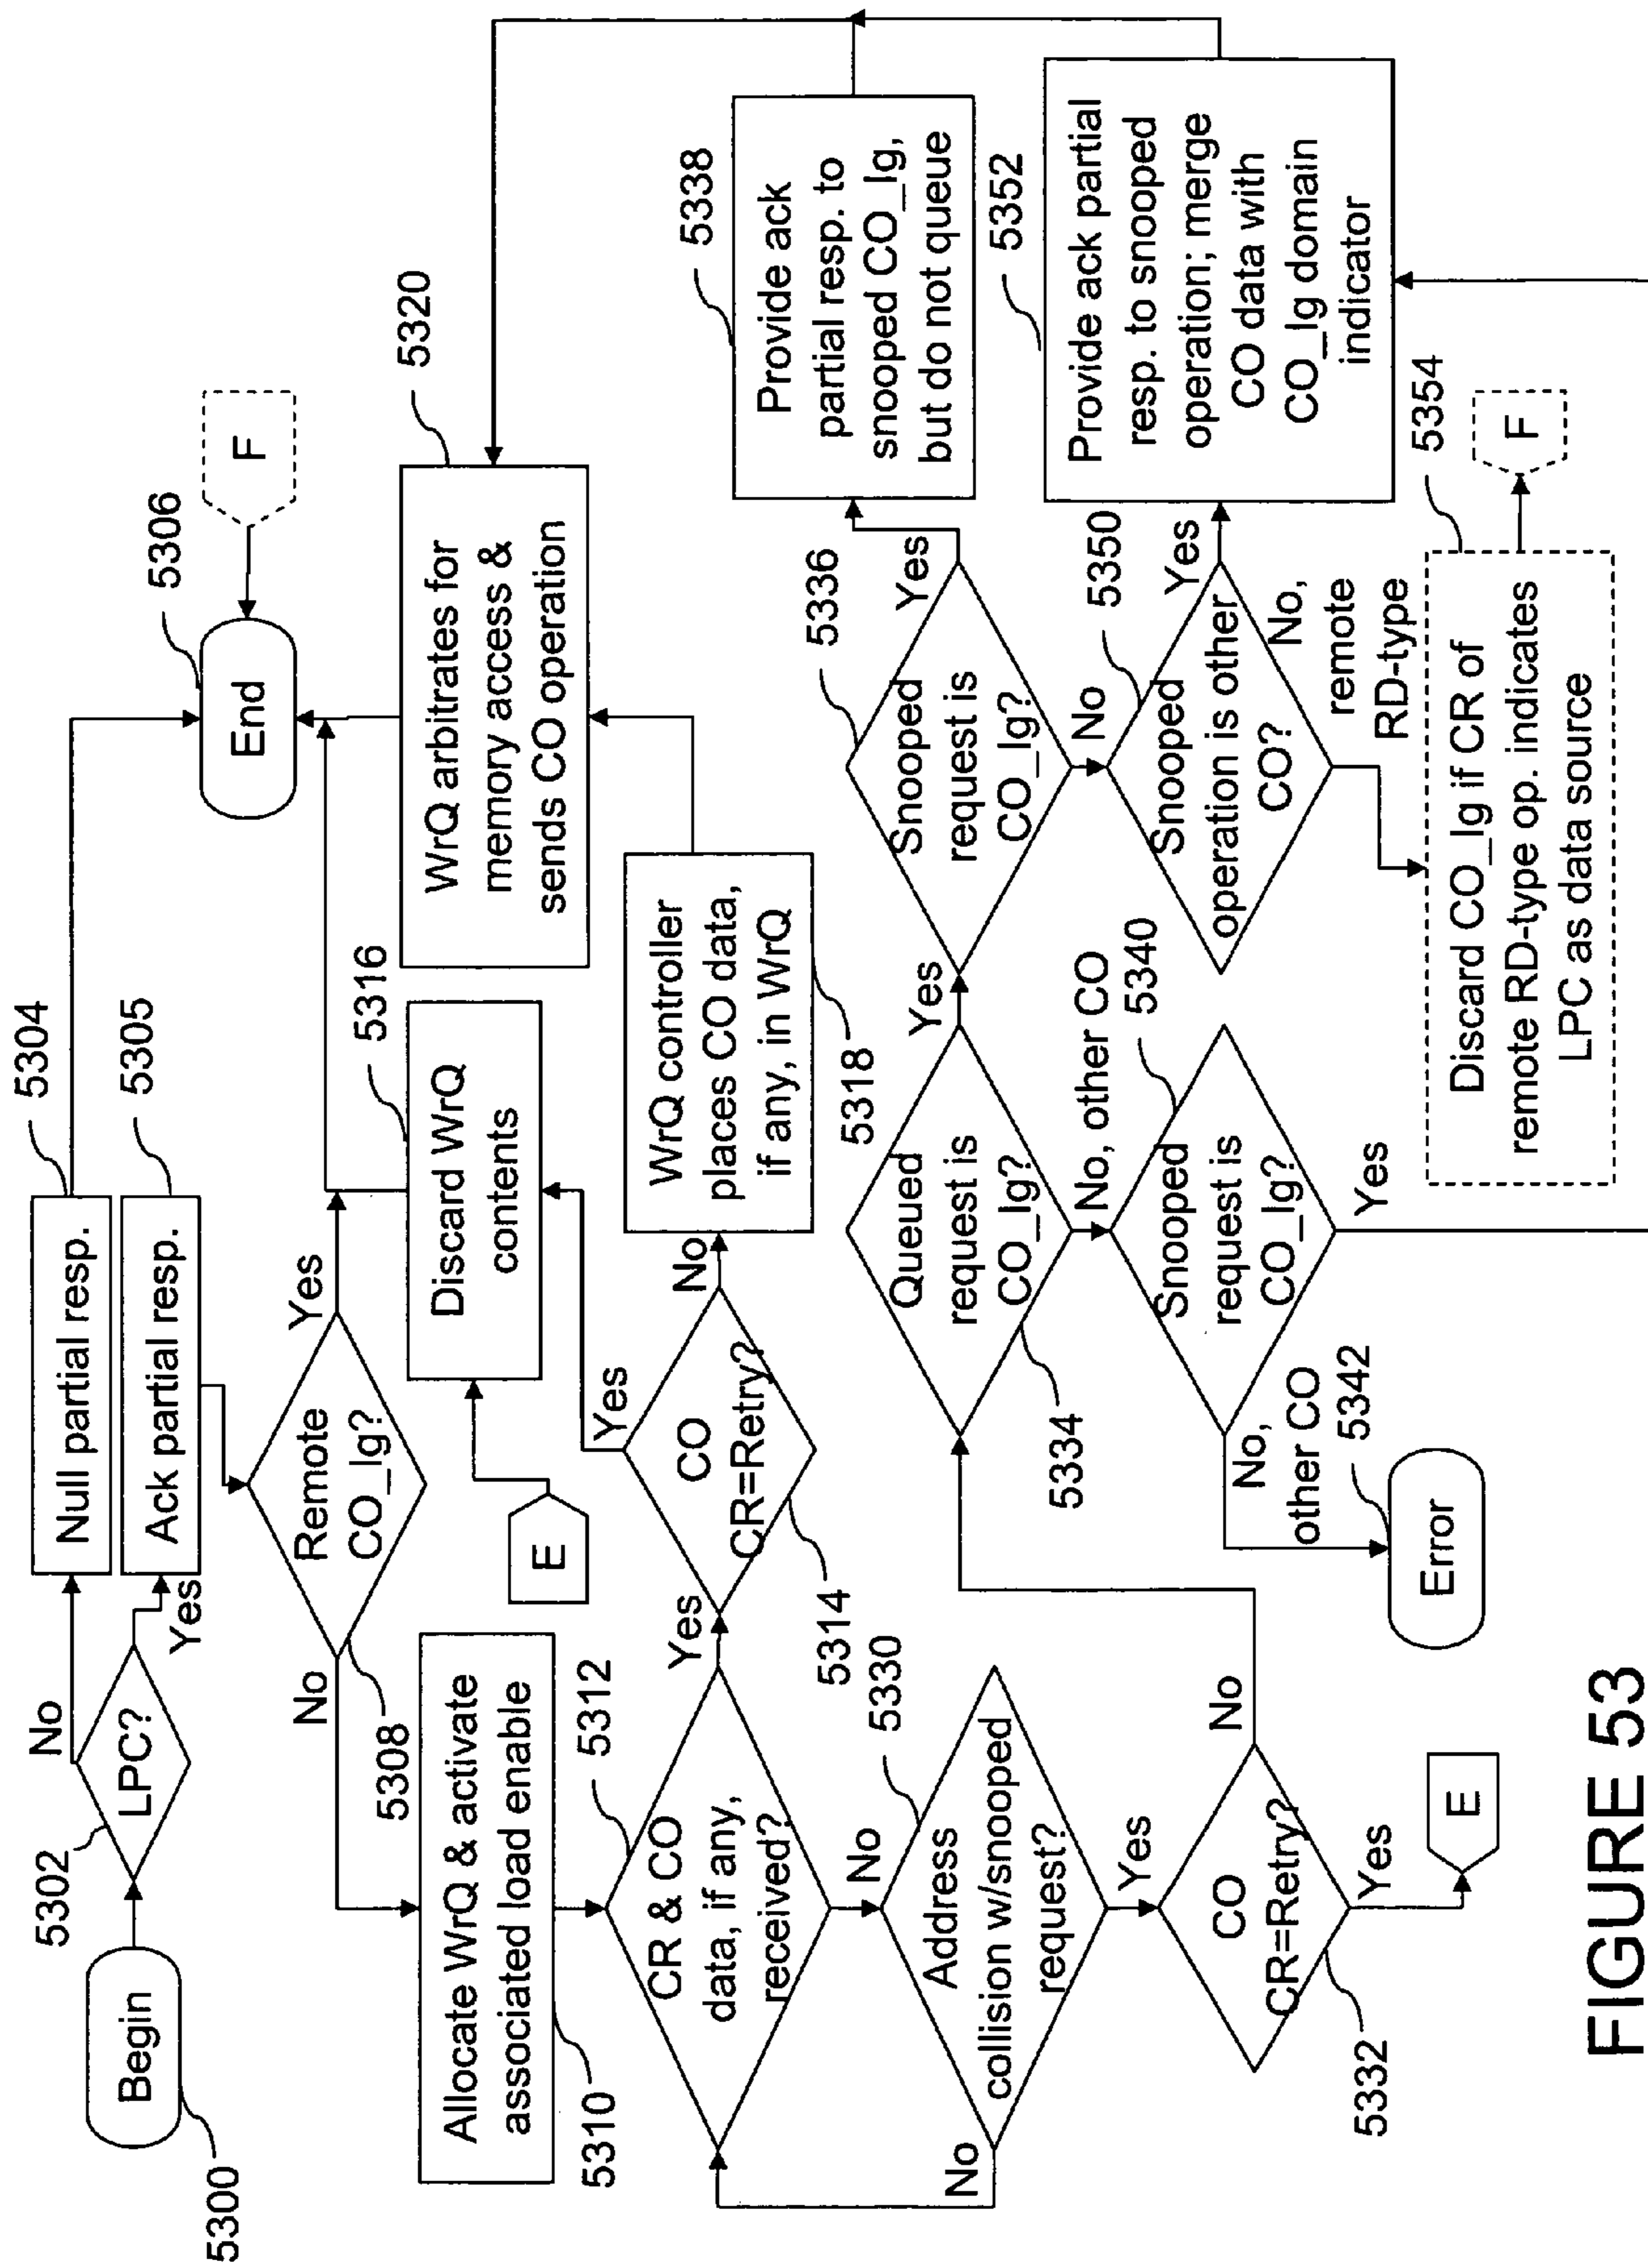 5300
Begin
5302
LPC?
No
Yes
5304
Null partial resp.
Ack partial resp.
5305
5306
End
F
5308
Remote
CO_lg?
No
Yes
5310
Allocate WrQ & activate
associated load enable
E
5316
Discard WrQ
contents
5320
WrQ arbitrates for
memory access &
sends CO operation
5312
CR & CO
data, if any,
received?
Yes
No
5314
CO
CR=Retry?
Yes
No
WrQ controller
places CO data,
if any, in WrQ
5318
5330
Address
collision w/snooped
request?
No
Yes
5332
CO
CR=Retry?
No
Yes
E
5334
Queued
request is
CO_lg?
Yes
No, other CO
5336
Snooped
request is
CO_lg?
Yes
No
5338
Provide ack
partial resp. to
snooped CO_lg,
but do not queue
5340
Snooped
request is
CO_lg?
No,
other CO
Yes
5342
Error
5350
Snooped
operation is other
CO?
Yes
No,
remote
RD-type
5352
Provide ack partial
resp. to snooped
operation; merge
CO data with
CO_lg domain
indicator
5354
Discard CO_lg if CR of
remote RD-type op. indicates
LPC as data source
F
FIGURE 53